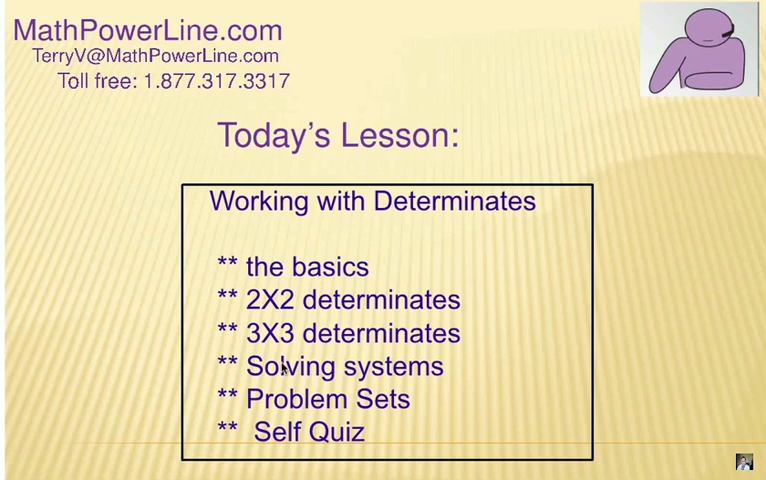 MathPowerLine.com
TerryV@MathPowerLine.com
Toll free: 1.877.317.3317
Today's Lesson:
Working with Determinates
** the basics
** 2X2 determinates
** 3X3 determinates
** Solving systems
** Problem Sets
** Self Quiz